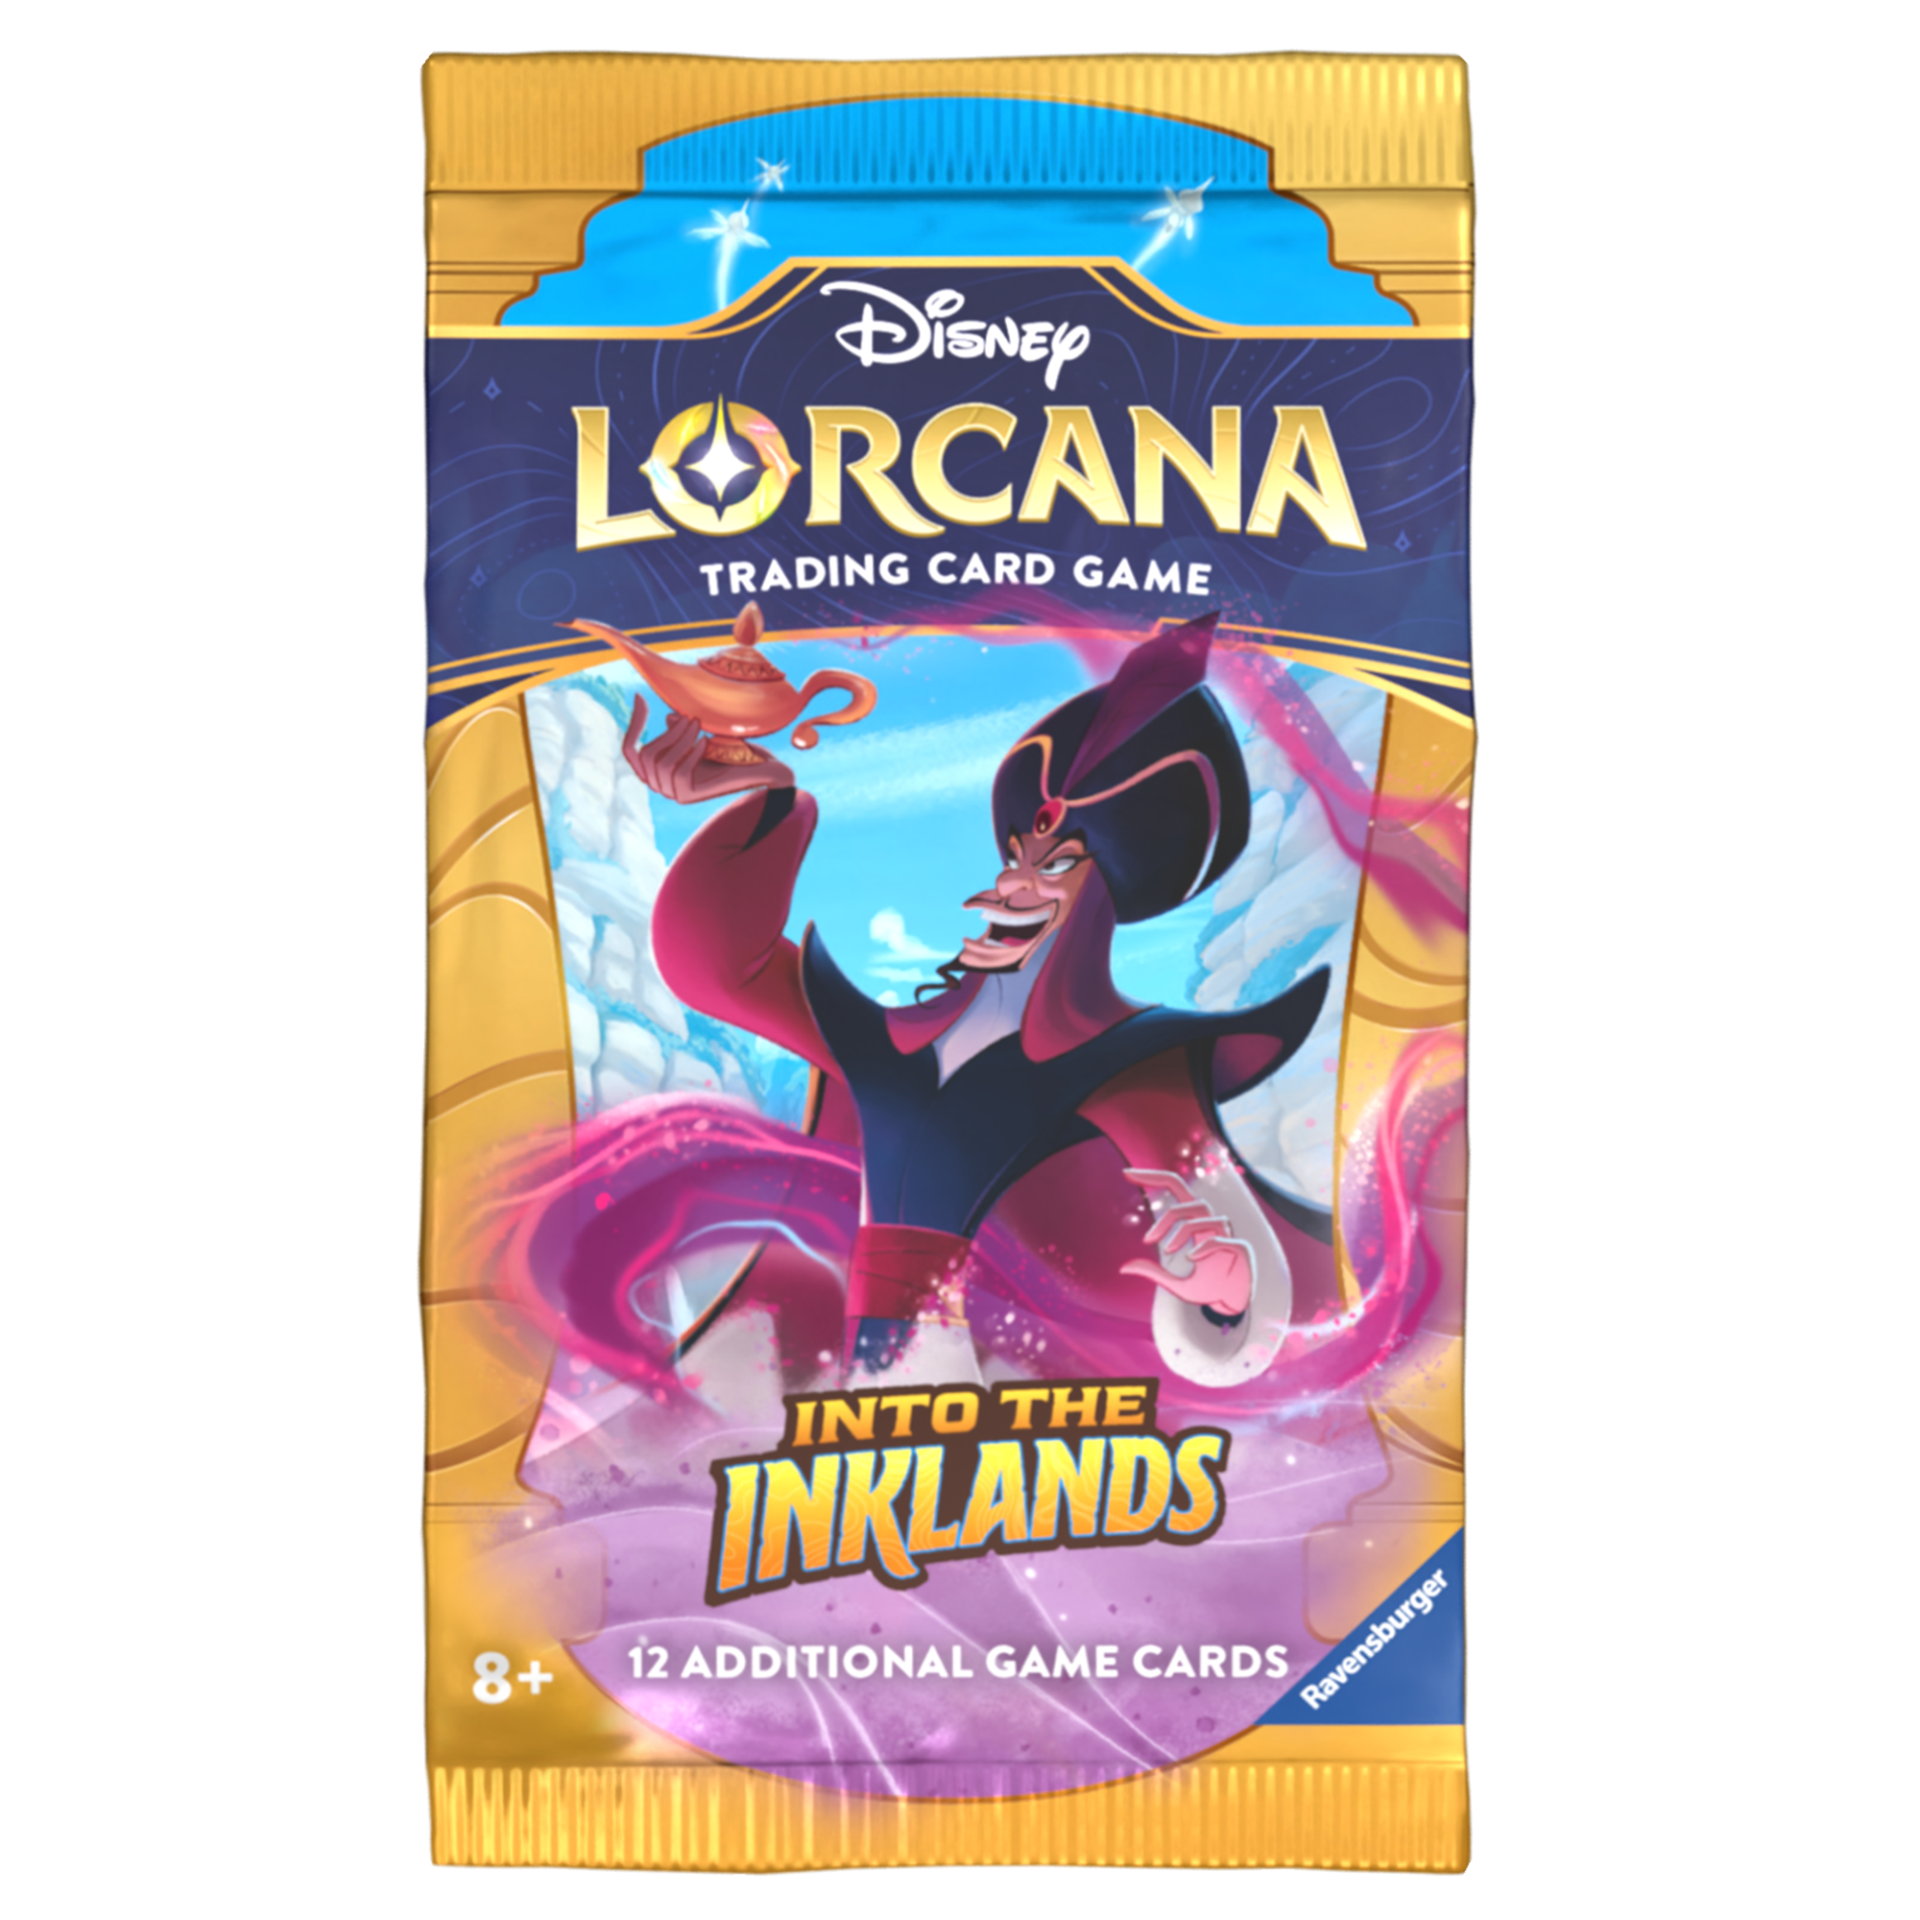 Disney
LORCANA
TRADING CARD GAME
INTO THE
INKLANDS
12 ADDITIONAL GAME CARDS
8+
Ravensburger